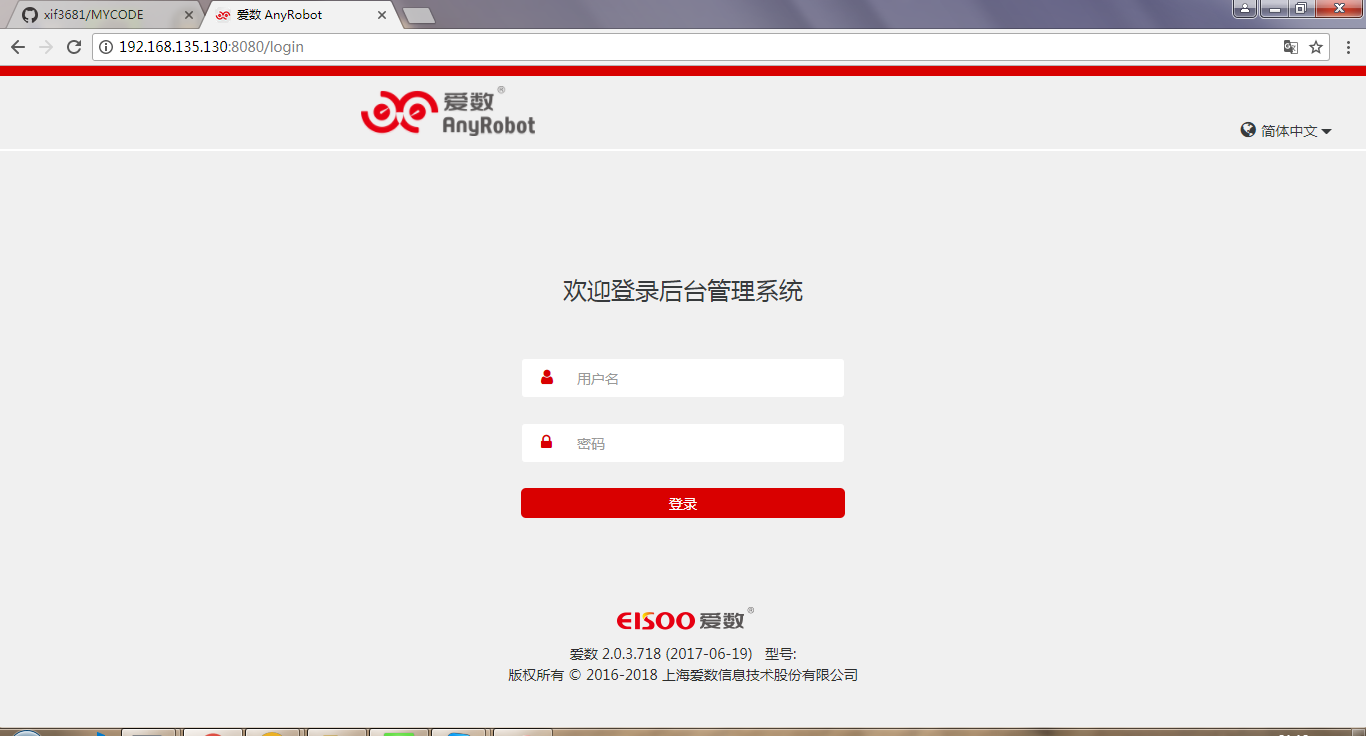 xif3681/MYCODE
爱数 AnyRobot
192.168.135.130:8080/login
爱数®
AnyRobot
简体中文
欢迎登录后台管理系统
用户名
密码
登录
EISOO 爱数®
爱数 2.0.3.718 (2017-06-19) 型号:
版权所有 © 2016-2018 上海爱数信息技术股份有限公司